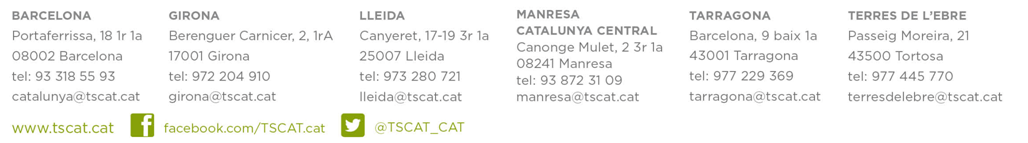 BARCELONA
Portaferrissa, 18 1r 1a
08002 Barcelona
tel: 93 318 55 93
catalunya@tscat.cat
GIRONA
Berenguer Carnicer, 2, 1rA
17001 Girona
tel: 972 204 910
girona@tscat.cat
LLEIDA
Canyeret, 17-19 3r 1a
25007 Lleida
tel: 973 280 721
lleida@tscat.cat
MANRESA
CATALUNYA CENTRAL
Canonge Mulet, 2 3r 1a
08241 Manresa
tel: 93 872 31 09
manresa@tscat.cat
TARRAGONA
Barcelona, 9 baix 1a
43001 Tarragona
tel: 977 229 369
tarragona@tscat.cat
TERRES DE L’EBRE
Passeig Moreira, 21
43500 Tortosa
tel: 977 445 770
terresdelebre@tscat.cat
www.tscat.cat facebook.com/TSCAT.cat @TSCAT_CAT